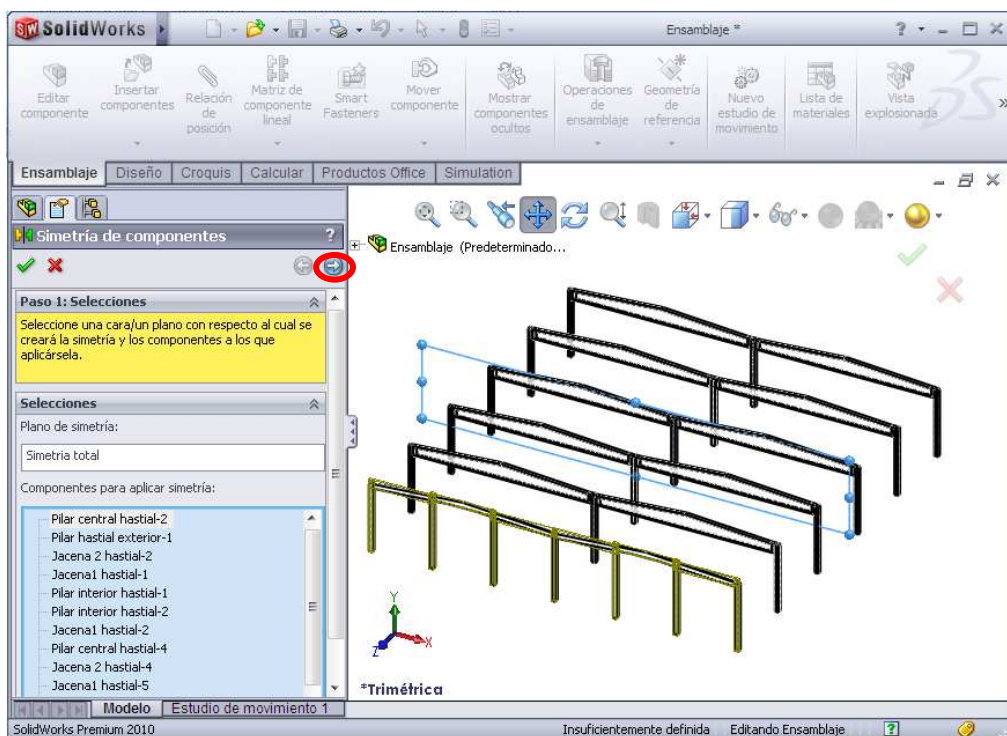 SolidWorks
Ensamblaje *
?
Editar componente
Insertar componentes
Relación de posición
Matriz de componente lineal
Smart Fasteners
Mover componente
Mostrar componentes ocultos
Operaciones de ensamblaje
Geometría de referencia
Nuevo estudio de movimiento
Lista de materiales
Vista explosionada
»
Ensamblaje Diseño Croquis Calcular Productos Office Simulation
Simetría de componentes ?
Ensamblaje (Predeterminado...
Paso 1: Selecciones
Seleccione una cara/un plano con respecto al cual se
creará la simetría y los componentes a los que
aplicársela.
Selecciones
Plano de simetría:
Simetria total
Componentes para aplicar simetría:
Pilar central hastial-2
Pilar hastial exterior-1
Jacena 2 hastial-2
Jacena1 hastial-1
Pilar interior hastial-1
Pilar interior hastial-2
Jacena1 hastial-2
Pilar central hastial-4
Jacena 2 hastial-4
Jacena1 hastial-5
Y
X
Z
*Trimétrica
Modelo Estudio de movimiento 1
SolidWorks Premium 2010 Insuficientemente definida Editando Ensamblaje ?